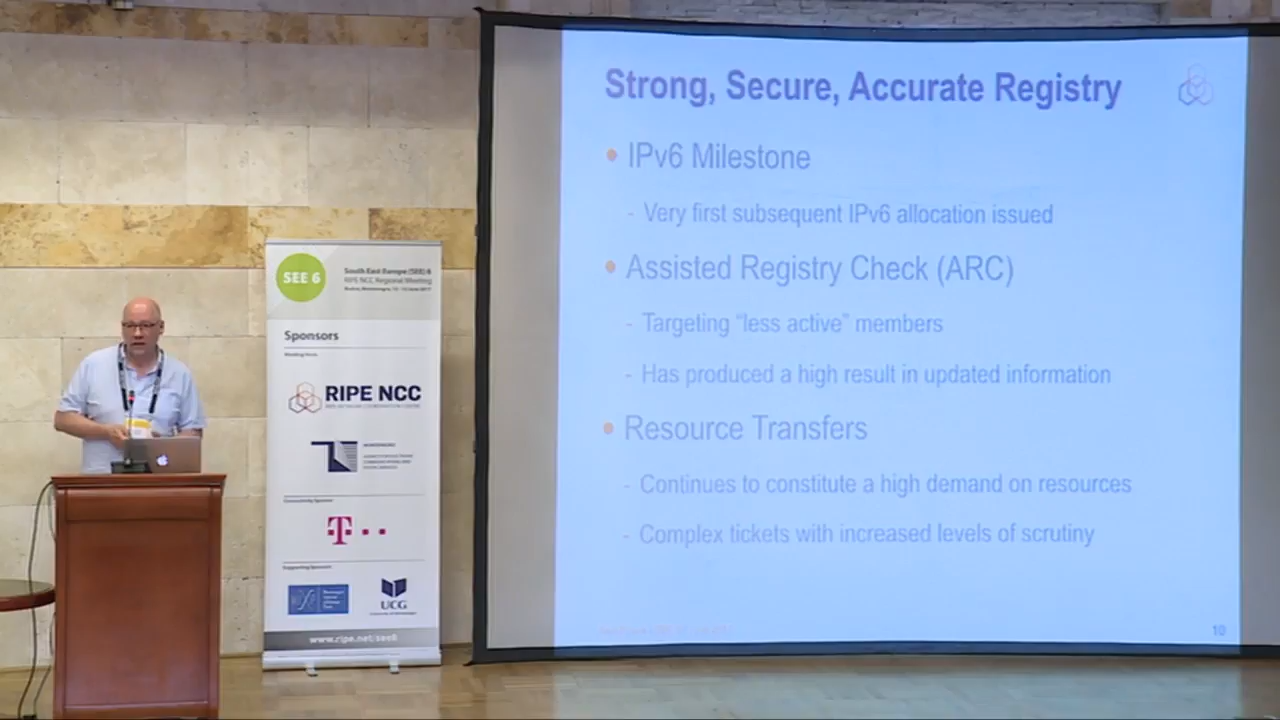 SEE 6
South East Europe (SEE) 6
RIPE NCC Regional Meeting
Sponsors
RIPE NCC
T
UCG
www.ripe.net/see6
Strong, Secure, Accurate Registry
• IPv6 Milestone
- Very first subsequent IPv6 allocation issued
• Assisted Registry Check (ARC)
- Targeting “less active” members
- Has produced a high result in updated information
• Resource Transfers
- Continues to constitute a high demand on resources
- Complex tickets with increased levels of scrutiny
10